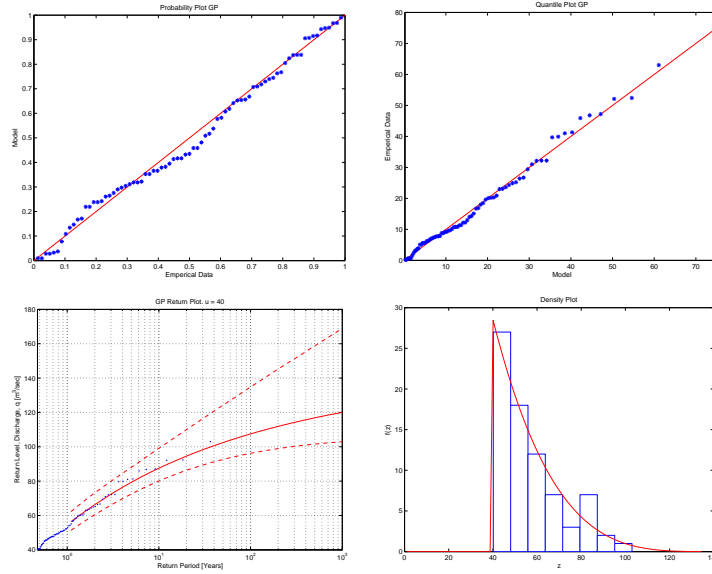 Probability Plot GP
1
0.9
0.8
0.7
0.6
0.5
0.4
0.3
0.2
0.1
0
Model
0 0.1 0.2 0.3 0.4 0.5 0.6 0.7 0.8 0.9 1
Emperical Data
Quantile Plot GP
80
70
60
50
40
30
20
10
0
Emperical Data
10 20 30 40 50 60 70
Model
GP Return Plot. u = 40
180
160
140
120
100
80
60
40
Return Level, Discharge, q [m³/sec]
10⁰ 10¹ 10² 10³
Return Period [Years]
Density Plot
30
25
20
15
10
5
0
f(z)
20 40 60 80 100 120 140
z